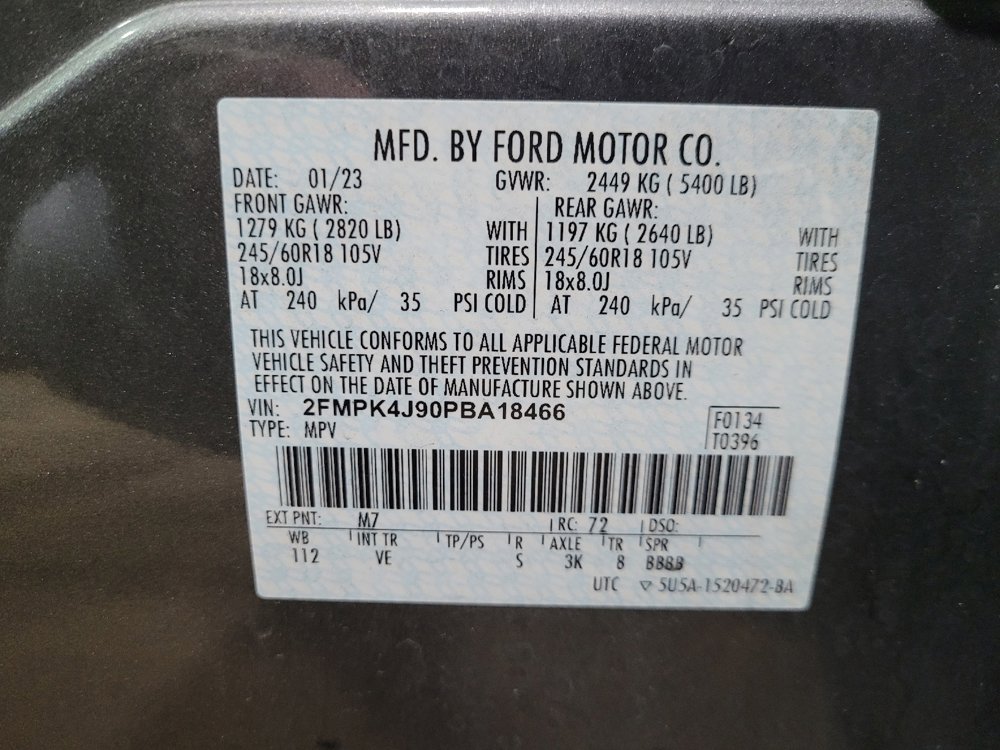 MFD. BY FORD MOTOR CO.
DATE: 01/23 GVWR: 2449 KG ( 5400 LB)
FRONT GAWR: REAR GAWR:
1279 KG ( 2820 LB) WITH 1197 KG ( 2640 LB) WITH
245/60R18 105V TIRES 245/60R18 105V TIRES
18x8.0J RIMS 18x8.0J RIMS
AT 240 kPa/ 35 PSI COLD AT 240 kPa/ 35 PSI COLD
THIS VEHICLE CONFORMS TO ALL APPLICABLE FEDERAL MOTOR
VEHICLE SAFETY AND THEFT PREVENTION STANDARDS IN
EFFECT ON THE DATE OF MANUFACTURE SHOWN ABOVE.
VIN: 2FMPK4J90PBA18466
F0134
TYPE: MPV
T0396
EXT PNT: M7 RC: 72 DSO:
WB INT TR TP/PS R AXLE TR SPR
112 VE S 3K 8 BBBB
UTC ▽ 5U5A-1520472-BA